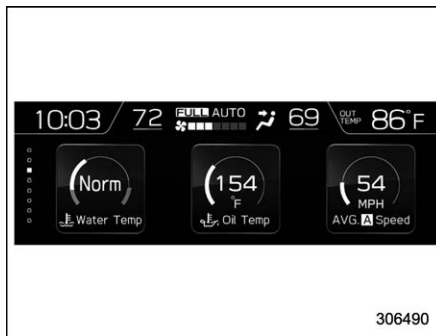 10:03 72 FULL AUTO 69 OUT TEMP 86°F
Norm
Water Temp
154
°F
Oil Temp
54
MPH
AVG. A Speed
306490